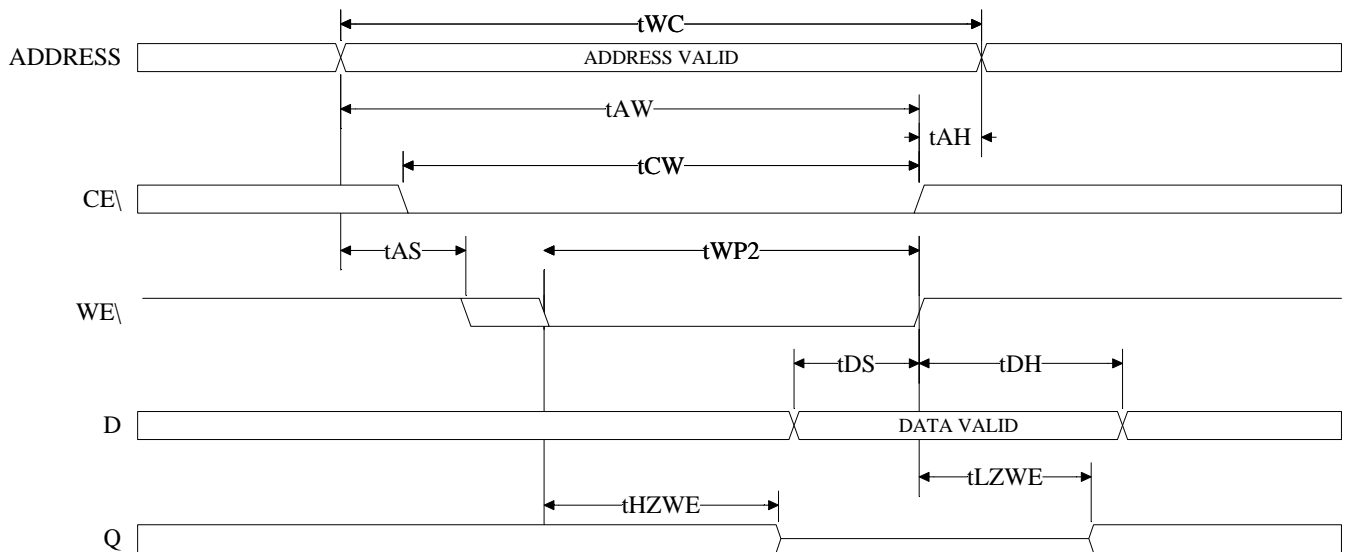 tWC
ADDRESS
ADDRESS VALID
tAW
tAH
tCW
CE\
tAS
tWP2
WE\
tDS
tDH
D
DATA VALID
tLZWE
tHZWE
Q